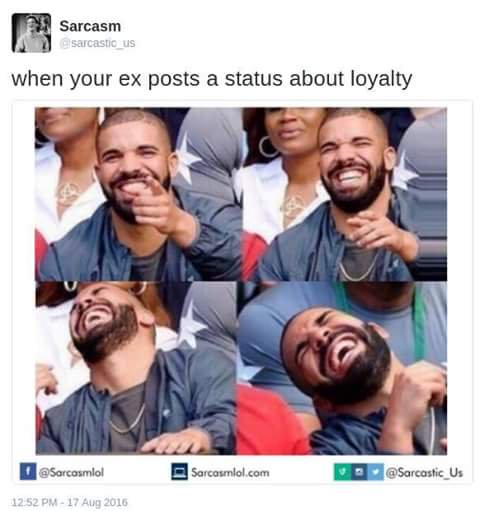 Sarcasm
@sarcastic_us
when your ex posts a status about loyalty
@Sarcasmlol
Sarcasmlol.com
@Sarcastic_Us
12:52 PM - 17 Aug 2016